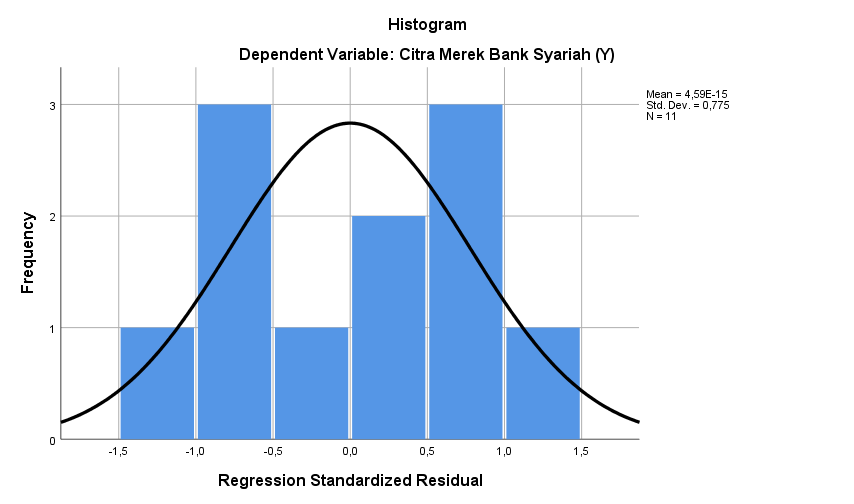 Histogram
Dependent Variable: Citra Merek Bank Syariah (Y)
Mean = 4,59E-15
Std. Dev. = 0,775
N = 11
Frequency
3
2
1
0
-1,5
-1,0
-0,5
0,0
0,5
1,0
1,5
Regression Standardized Residual